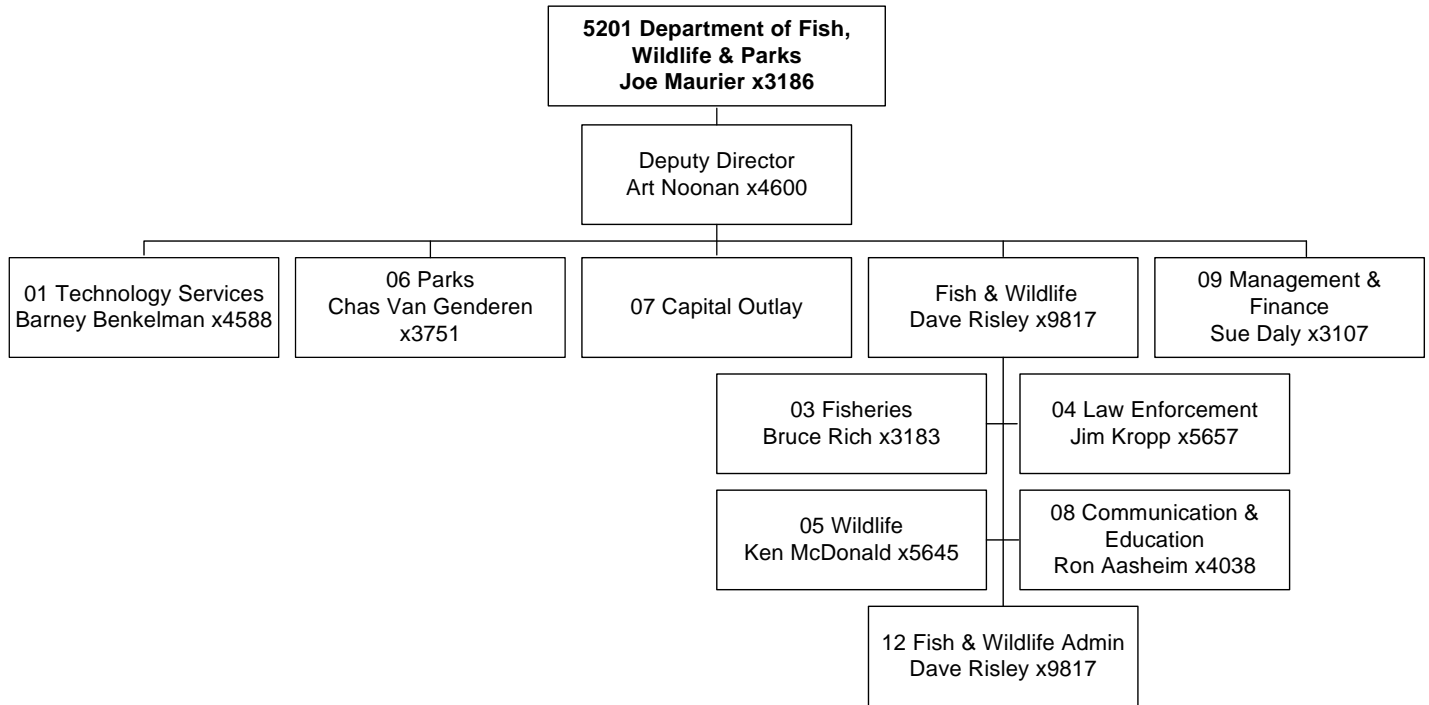 5201 Department of Fish,
Wildlife & Parks
Joe Maurier x3186
Deputy Director
Art Noonan x4600
01 Technology Services
Barney Benkelman x4588
06 Parks
Chas Van Genderen
x3751
07 Capital Outlay
Fish & Wildlife
Dave Risley x9817
09 Management &
Finance
Sue Daly x3107
03 Fisheries
Bruce Rich x3183
04 Law Enforcement
Jim Kropp x5657
05 Wildlife
Ken McDonald x5645
08 Communication &
Education
Ron Aasheim x4038
12 Fish & Wildlife Admin
Dave Risley x9817